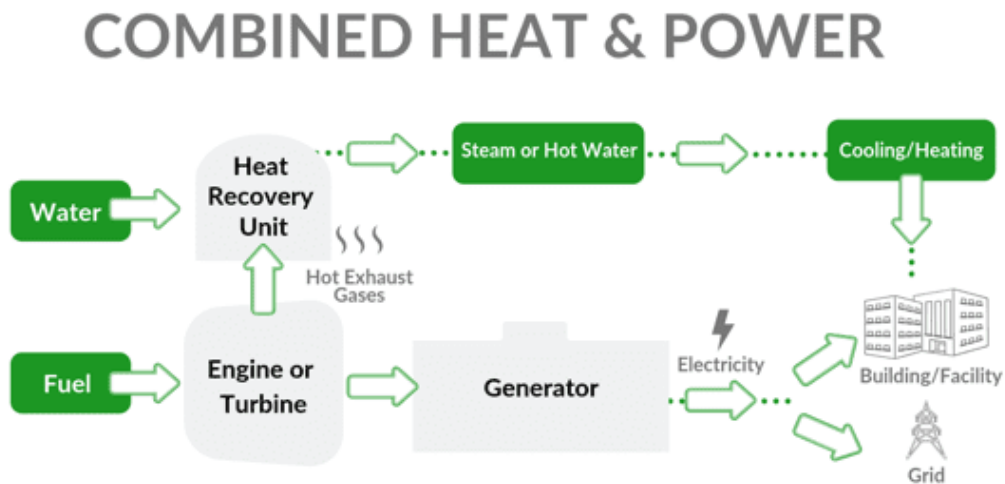 COMBINED HEAT & POWER
Heat
Recovery
Unit
Steam or Hot Water
Cooling/Heating
Water
Hot Exhaust
Gases
Fuel
Engine or
Turbine
Generator
Electricity
Building/Facility
Grid